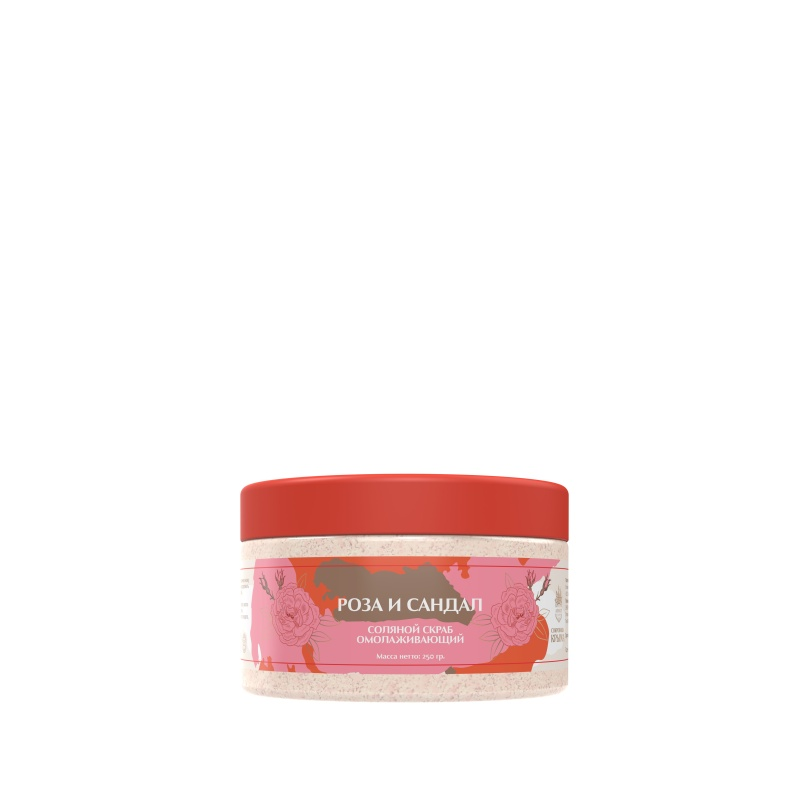 РОЗА И САНДАЛ
СОЛЯНОЙ СКРАБ
ОМОЛАЖИВАЮЩИЙ
Масса нетто: 250 гр.